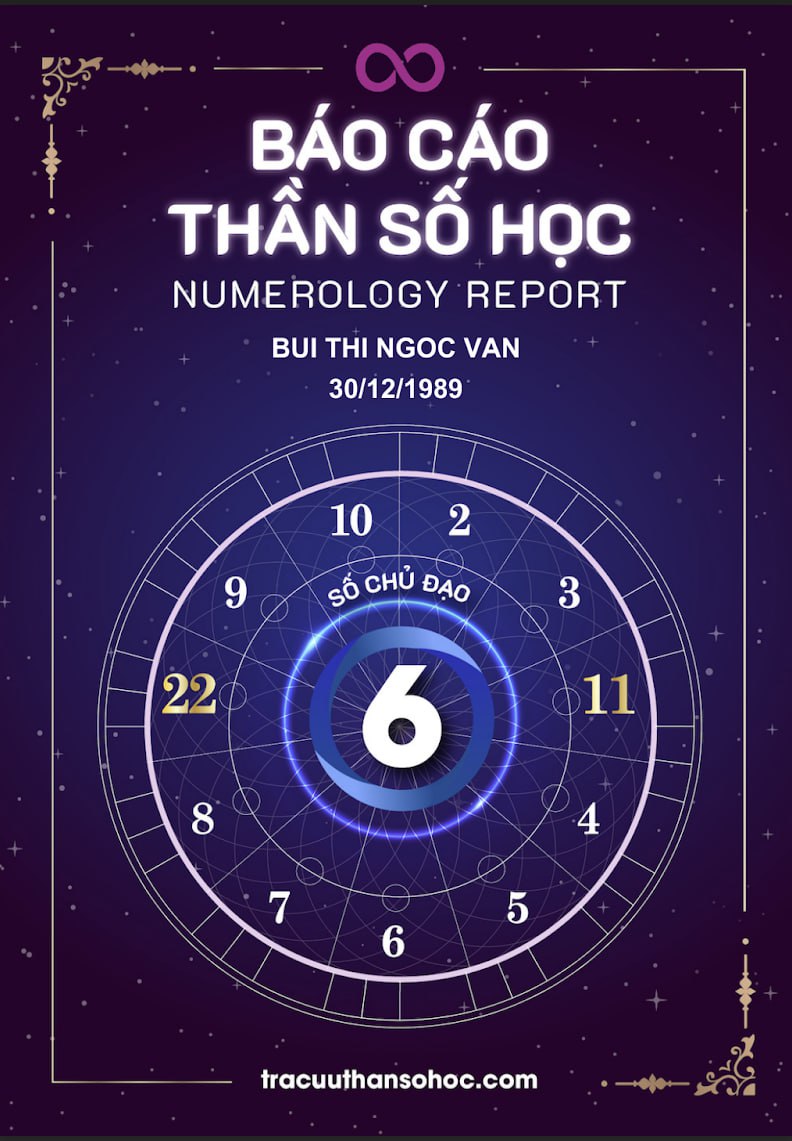 BÁO CÁO
THẦN SỐ HỌC
NUMEROLOGY REPORT
BUI THI NGOC VAN
30/12/1989
10 2
9 3
SỐ CHỦ ĐẠO
22 6 11
8 4
7 5
6
tracuuthansohoc.com